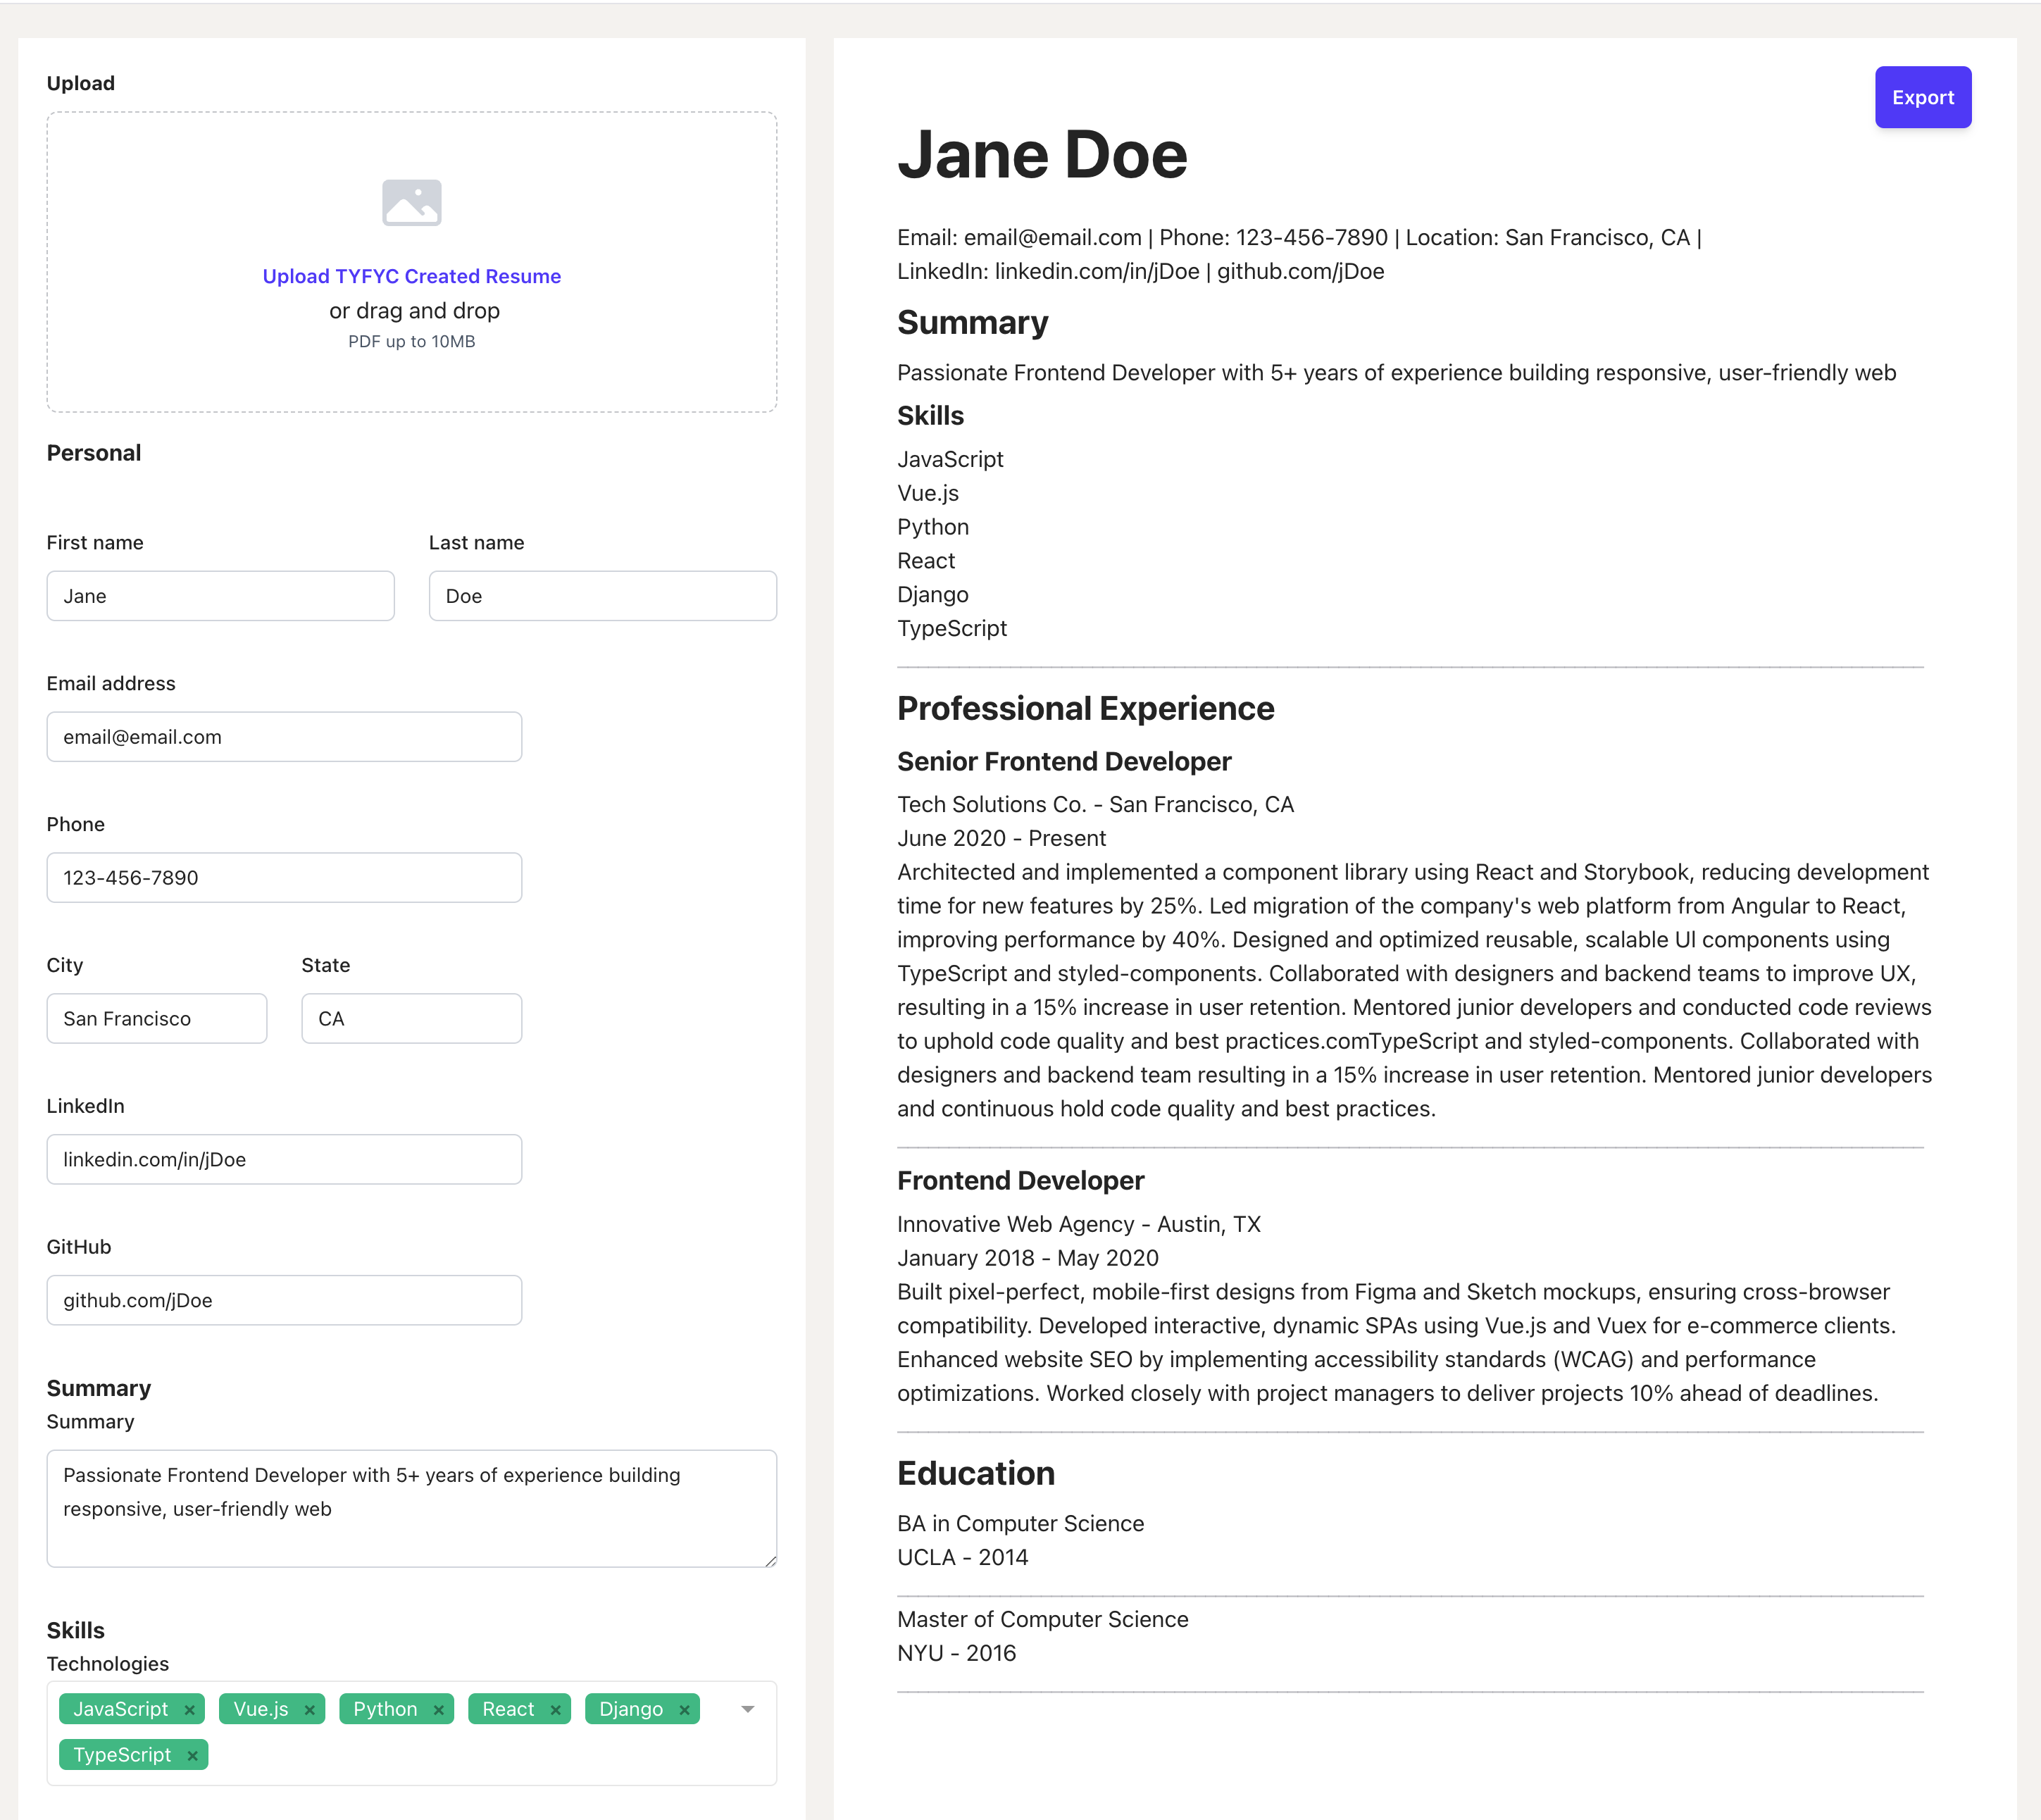 Upload
Upload TYFYC Created Resume
or drag and drop
PDF up to 10MB
Personal
First name
Last name
Jane
Doe
Email address
email@email.com
Phone
123-456-7890
City
State
San Francisco
CA
LinkedIn
linkedin.com/in/jDoe
GitHub
github.com/jDoe
Summary
Summary
Passionate Frontend Developer with 5+ years of experience building
responsive, user-friendly web
Skills
Technologies
JavaScript ×
Vue.js ×
Python ×
React ×
Django ×
TypeScript ×
Export
Jane Doe
Email: email@email.com | Phone: 123-456-7890 | Location: San Francisco, CA |
LinkedIn: linkedin.com/in/jDoe | github.com/jDoe
Summary
Passionate Frontend Developer with 5+ years of experience building responsive, user-friendly web
Skills
JavaScript
Vue.js
Python
React
Django
TypeScript
Professional Experience
Senior Frontend Developer
Tech Solutions Co. - San Francisco, CA
June 2020 - Present
Architected and implemented a component library using React and Storybook, reducing development
time for new features by 25%. Led migration of the company's web platform from Angular to React,
improving performance by 40%. Designed and optimized reusable, scalable UI components using
TypeScript and styled-components. Collaborated with designers and backend teams to improve UX,
resulting in a 15% increase in user retention. Mentored junior developers and conducted code reviews
to uphold code quality and best practices.comTypeScript and styled-components. Collaborated with
designers and backend team resulting in a 15% increase in user retention. Mentored junior developers
and continuous hold code quality and best practices.
Frontend Developer
Innovative Web Agency - Austin, TX
January 2018 - May 2020
Built pixel-perfect, mobile-first designs from Figma and Sketch mockups, ensuring cross-browser
compatibility. Developed interactive, dynamic SPAs using Vue.js and Vuex for e-commerce clients.
Enhanced website SEO by implementing accessibility standards (WCAG) and performance
optimizations. Worked closely with project managers to deliver projects 10% ahead of deadlines.
Education
BA in Computer Science
UCLA - 2014
Master of Computer Science
NYU - 2016